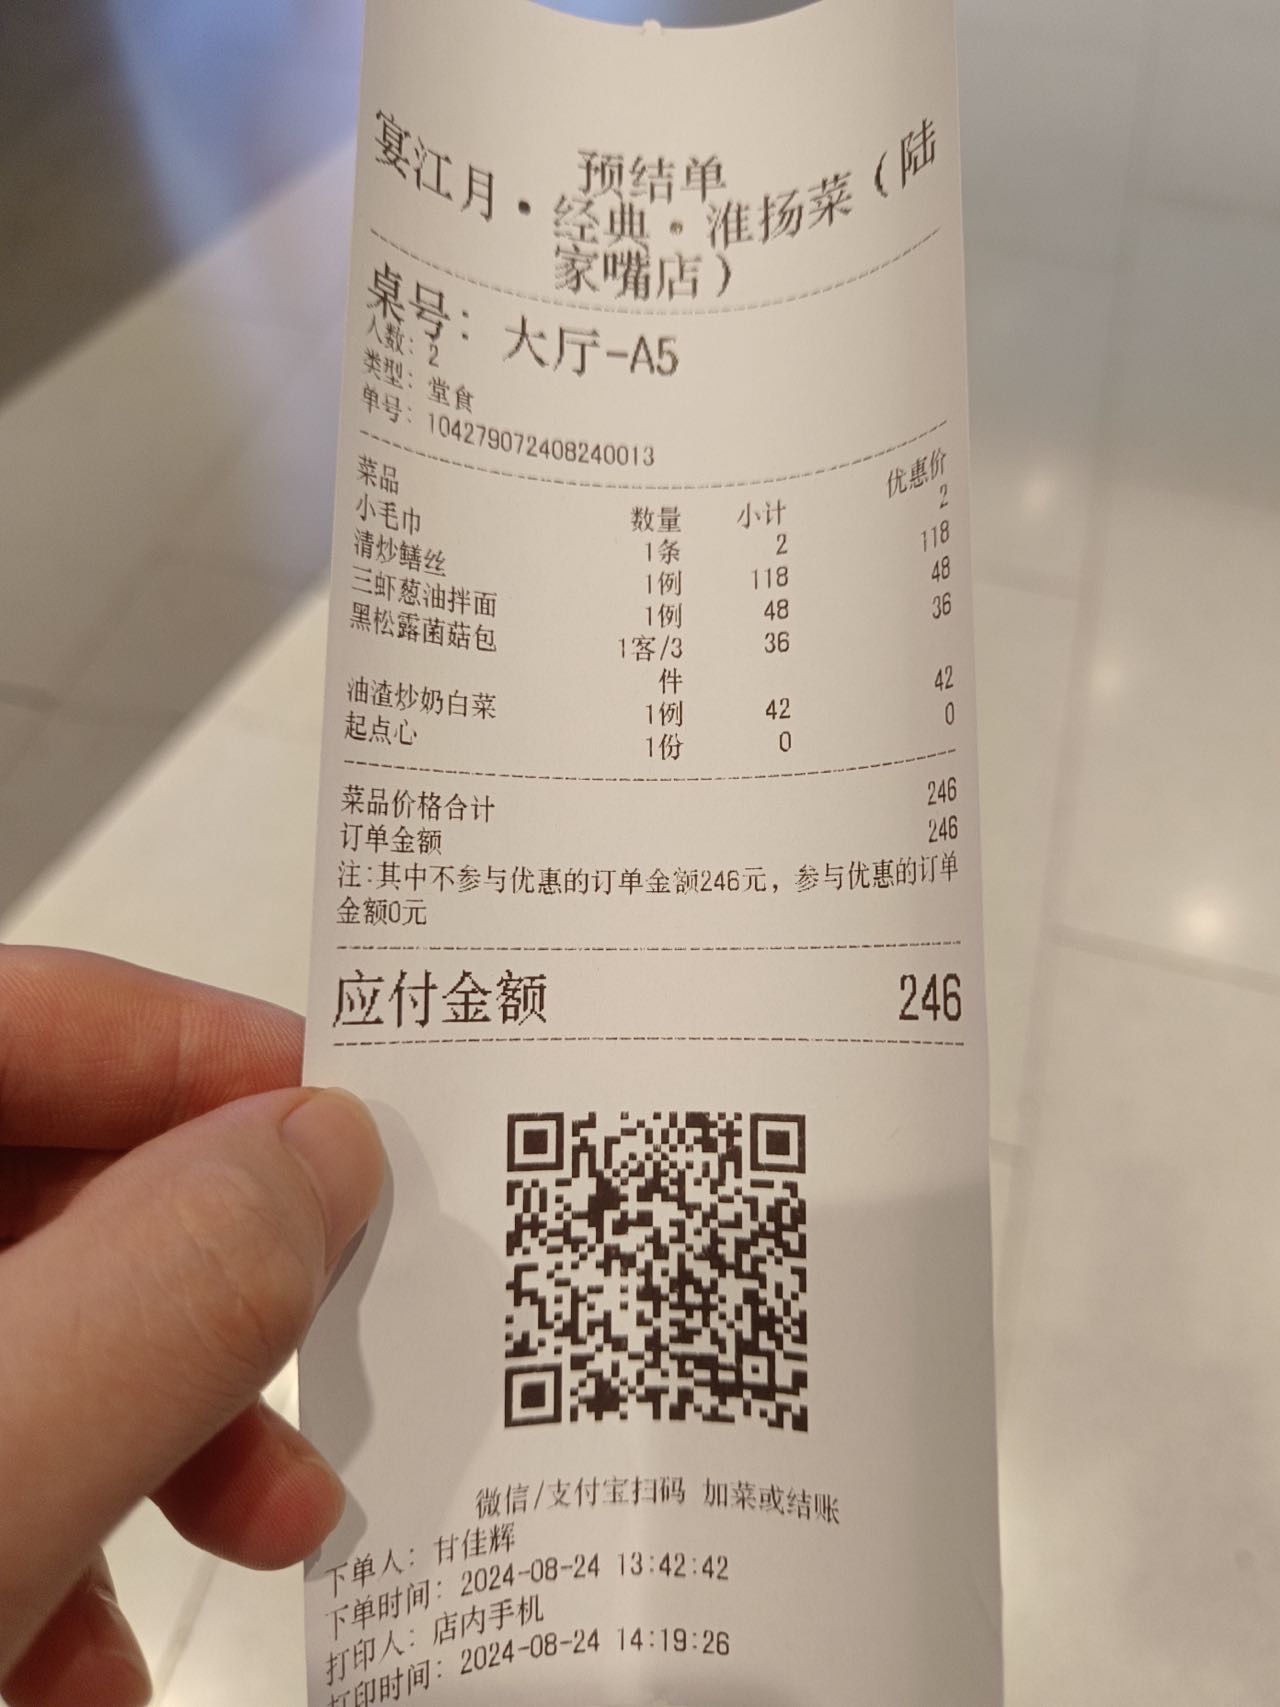 预结单
宴江月·经典·淮扬菜（陆
家嘴店）
桌号：大厅-A5
人数：2
类型：堂食
单号：104279072408240013
菜品 数量 小计 优惠价
小毛巾 1条 2 2
清炒鳝丝 1例 118 118
三虾葱油拌面 1例 48 48
黑松露菌菇包 1客/3 36 36
件
油渣炒奶白菜 1例 42 42
起点心 1份 0 0
菜品价格合计 246
订单金额 246
注:其中不参与优惠的订单金额246元，参与优惠的订单
金额0元
应付金额 246
微信/支付宝扫码 加菜或结账
下单人：甘佳辉
下单时间：2024-08-24 13:42:42
打印人：店内手机
打印时间：2024-08-24 14:19:26